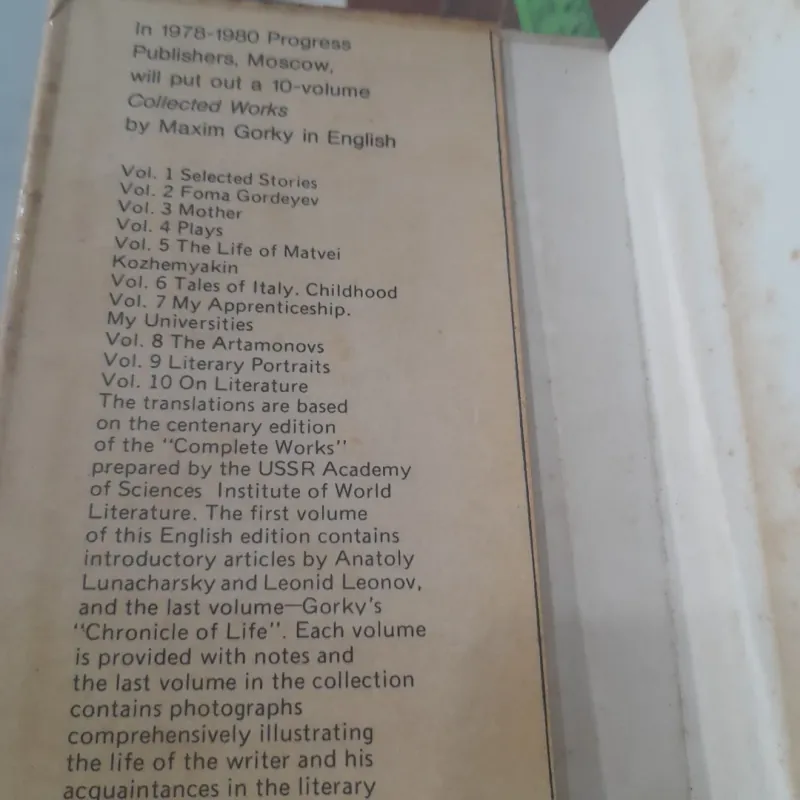 In 1978-1980 Progress
Publishers, Moscow,
will put out a 10-volume
Collected Works
by Maxim Gorky in English
Vol. 1 Selected Stories
Vol. 2 Foma Gordeyev
Vol. 3 Mother
Vol. 4 Plays
Vol. 5 The Life of Matvei
Kozhemyakin
Vol. 6 Tales of Italy. Childhood
Vol. 7 My Apprenticeship.
My Universities
Vol. 8 The Artamonovs
Vol. 9 Literary Portraits
Vol. 10 On Literature
The translations are based
on the centenary edition
of the "Complete Works"
prepared by the USSR Academy
of Sciences Institute of World
Literature. The first volume
of this English edition contains
introductory articles by Anatoly
Lunacharsky and Leonid Leonov,
and the last volume—Gorky's
"Chronicle of Life". Each volume
is provided with notes and
the last volume in the collection
contains photographs
comprehensively illustrating
the life of the writer and his
acquaintances in the literary